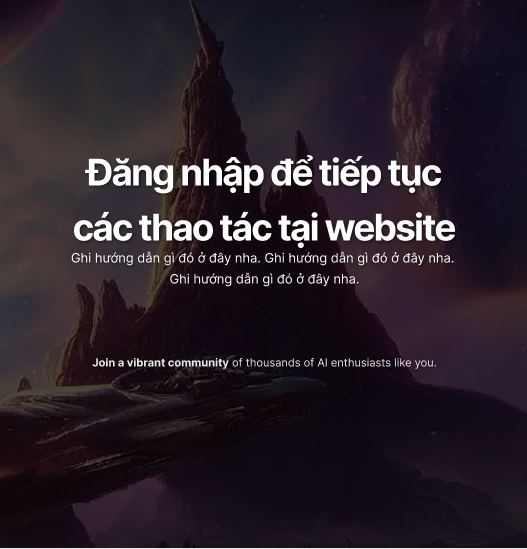 Đăng nhập để tiếp tục
các thao tác tại website
Ghi hướng dẫn gì đó ở đây nha. Ghi hướng dẫn gì đó ở đây nha.
Ghi hướng dẫn gì đó ở đây nha.
Join a vibrant community of thousands of AI enthusiasts like you.